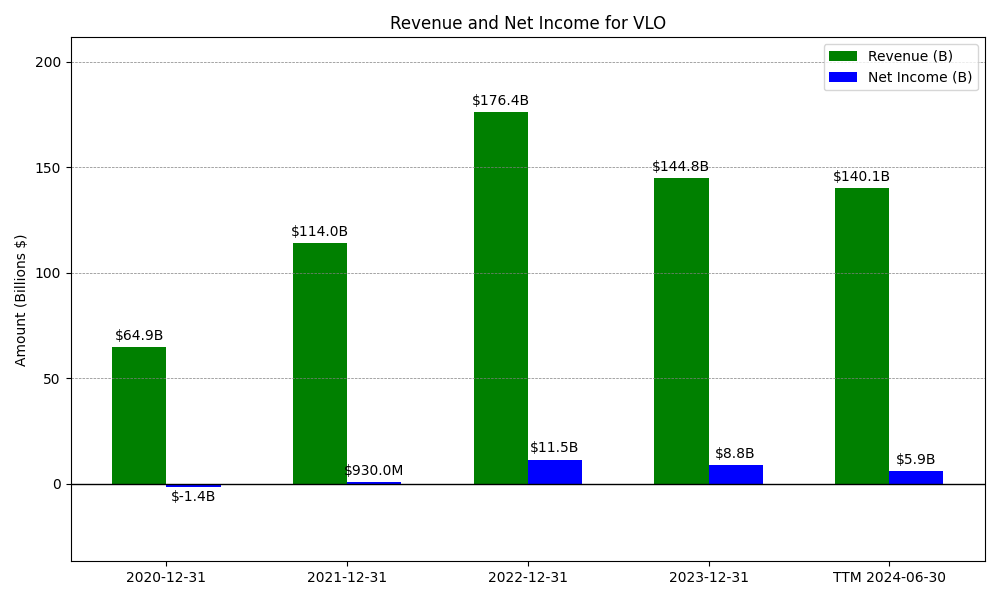 Revenue and Net Income for VLO
Revenue (B)
Net Income (B)
Amount (Billions $)
200
150
100
50
0
$64.9B
$-1.4B
$114.0B
$930.0M
$176.4B
$11.5B
$144.8B
$8.8B
$140.1B
$5.9B
2020-12-31
2021-12-31
2022-12-31
2023-12-31
TTM 2024-06-30